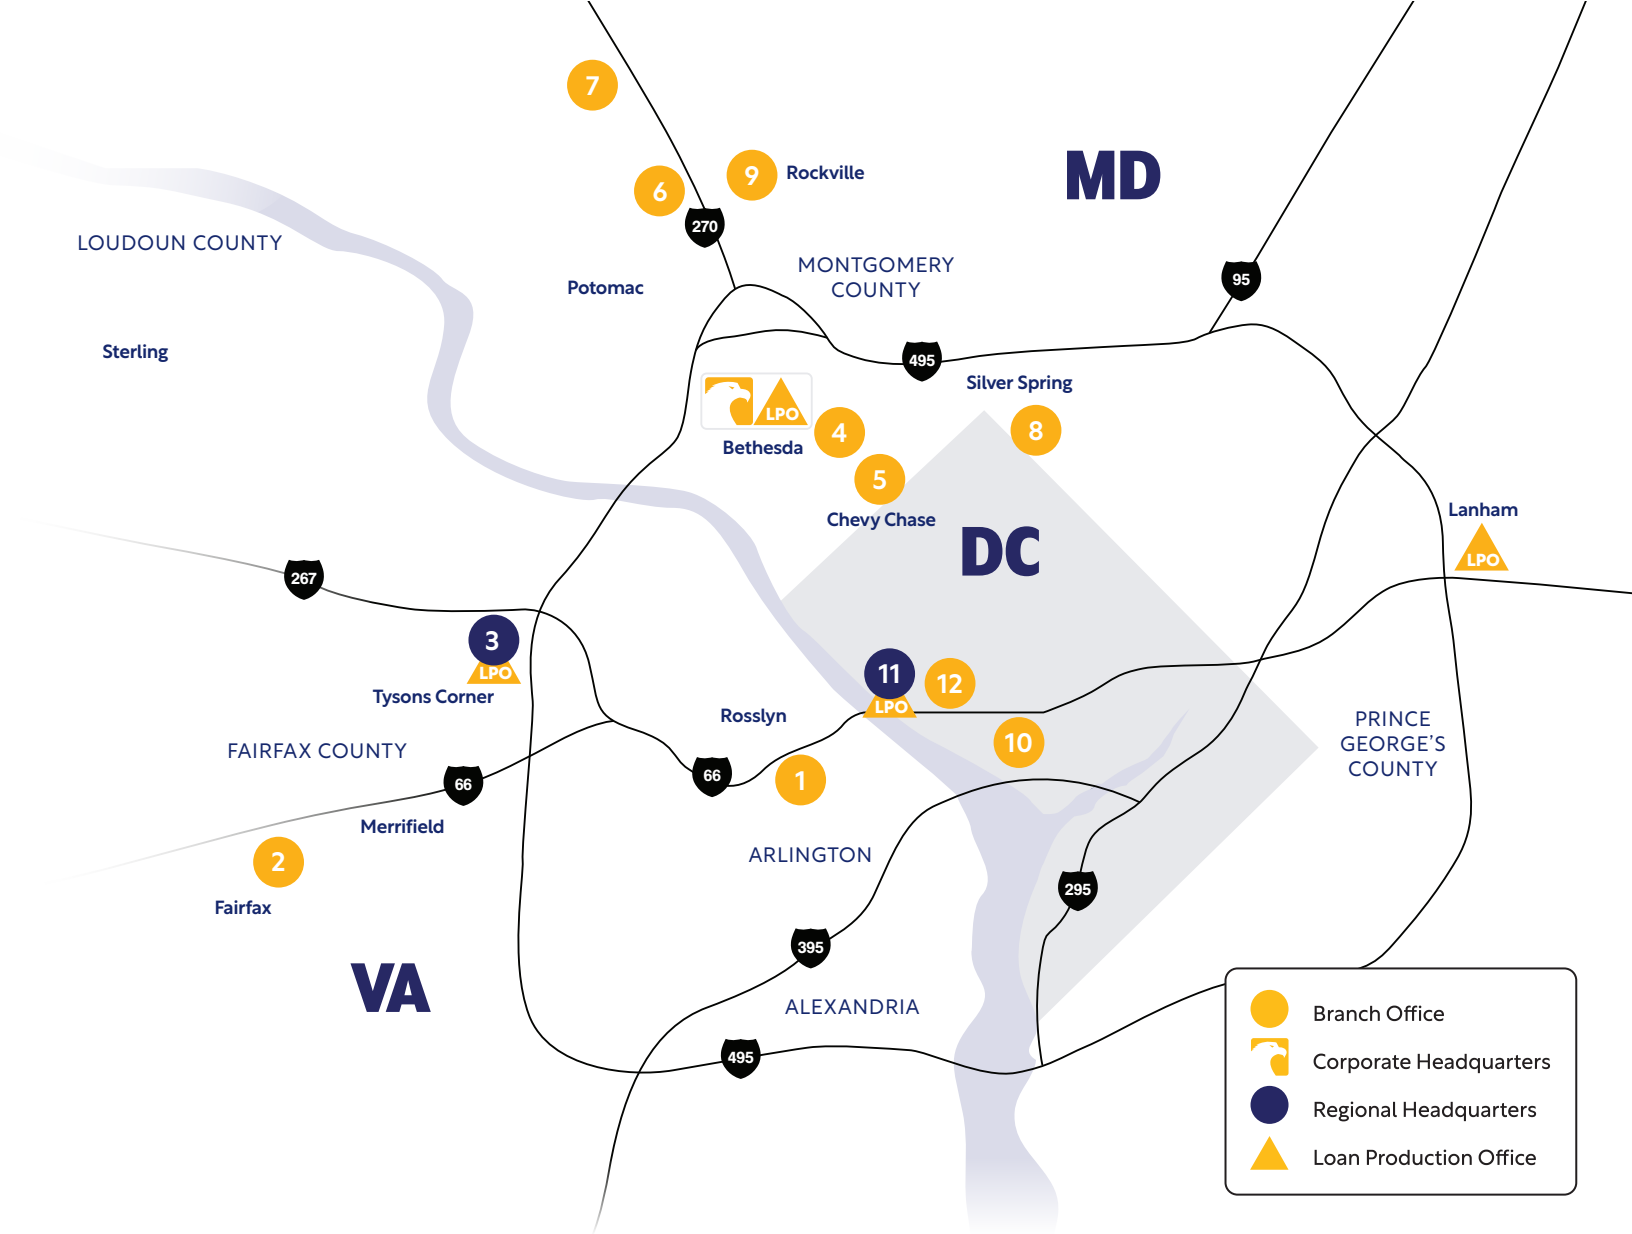 7
MD
9
Rockville
6
270
LOUDOUN COUNTY
MONTGOMERY
COUNTY
95
Potomac
Sterling
495
Silver Spring
LPO
4
8
Bethesda
5
Chevy Chase
Lanham
DC
LPO
267
3
LPO
Tysons Corner
11
LPO
12
Rosslyn
10
PRINCE
GEORGE'S
COUNTY
FAIRFAX COUNTY
66
66
1
Merrifield
ARLINGTON
2
Fairfax
295
395
VA
ALEXANDRIA
495
Branch Office
Corporate Headquarters
Regional Headquarters
Loan Production Office